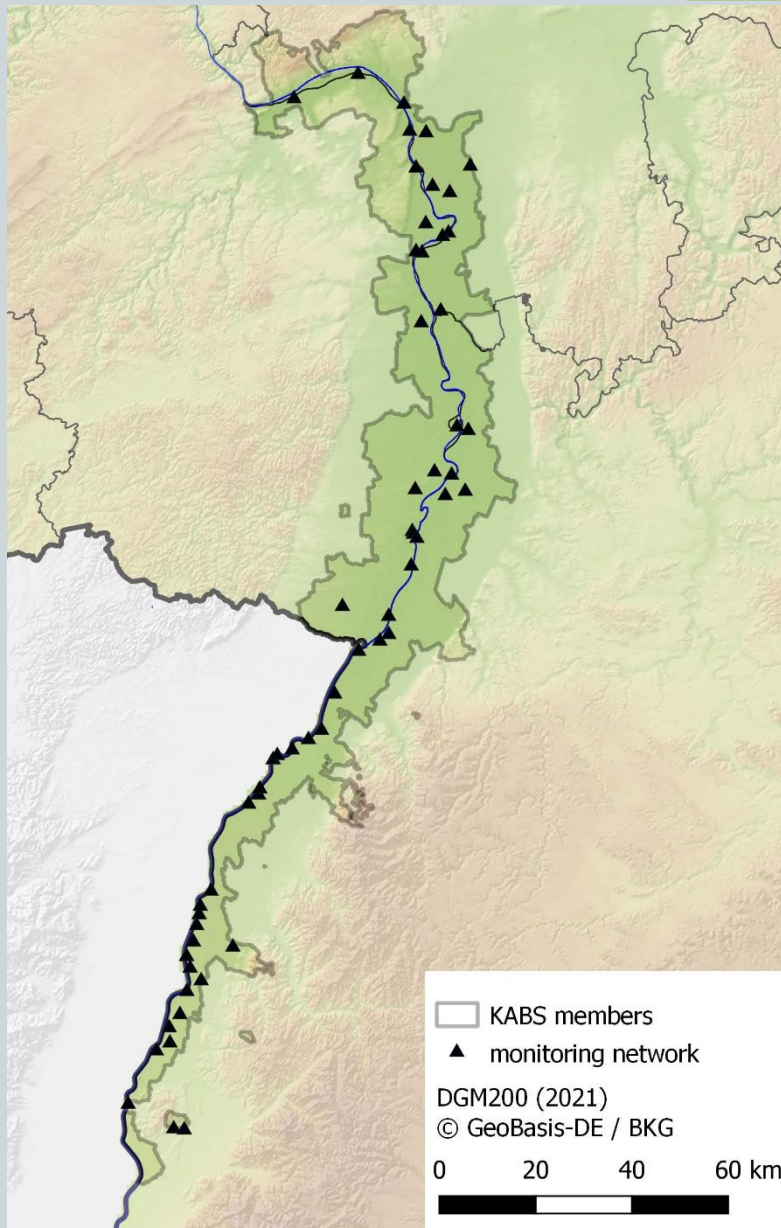 KABS members
monitoring network
DGM200 (2021)
© GeoBasis-DE / BKG
0 20 40 60 km